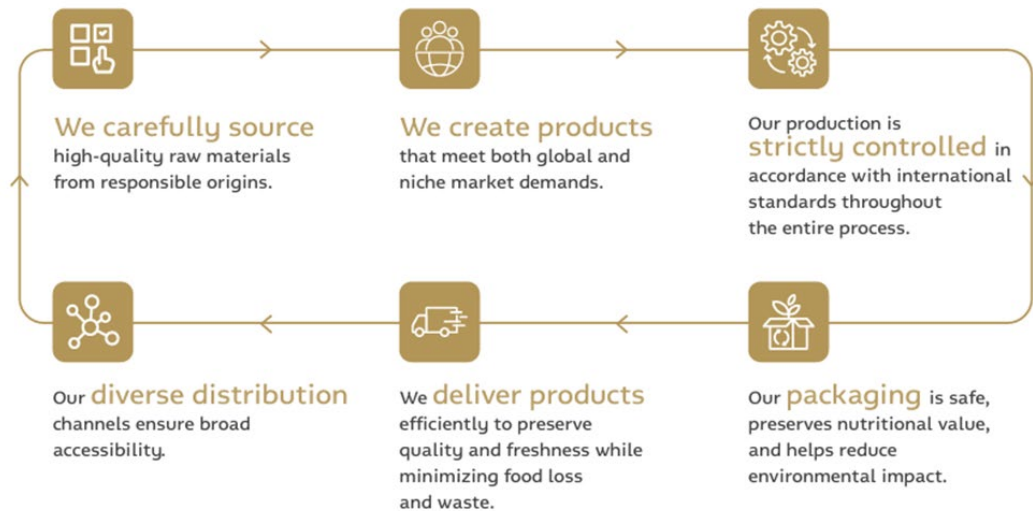 We carefully source
high-quality raw materials
from responsible origins.
We create products
that meet both global and
niche market demands.
Our production is
strictly controlled in
accordance with international
standards throughout
the entire process.
Our diverse distribution
channels ensure broad
accessibility.
We deliver products
efficiently to preserve
quality and freshness while
minimizing food loss
and waste.
Our packaging is safe,
preserves nutritional value,
and helps reduce
environmental impact.